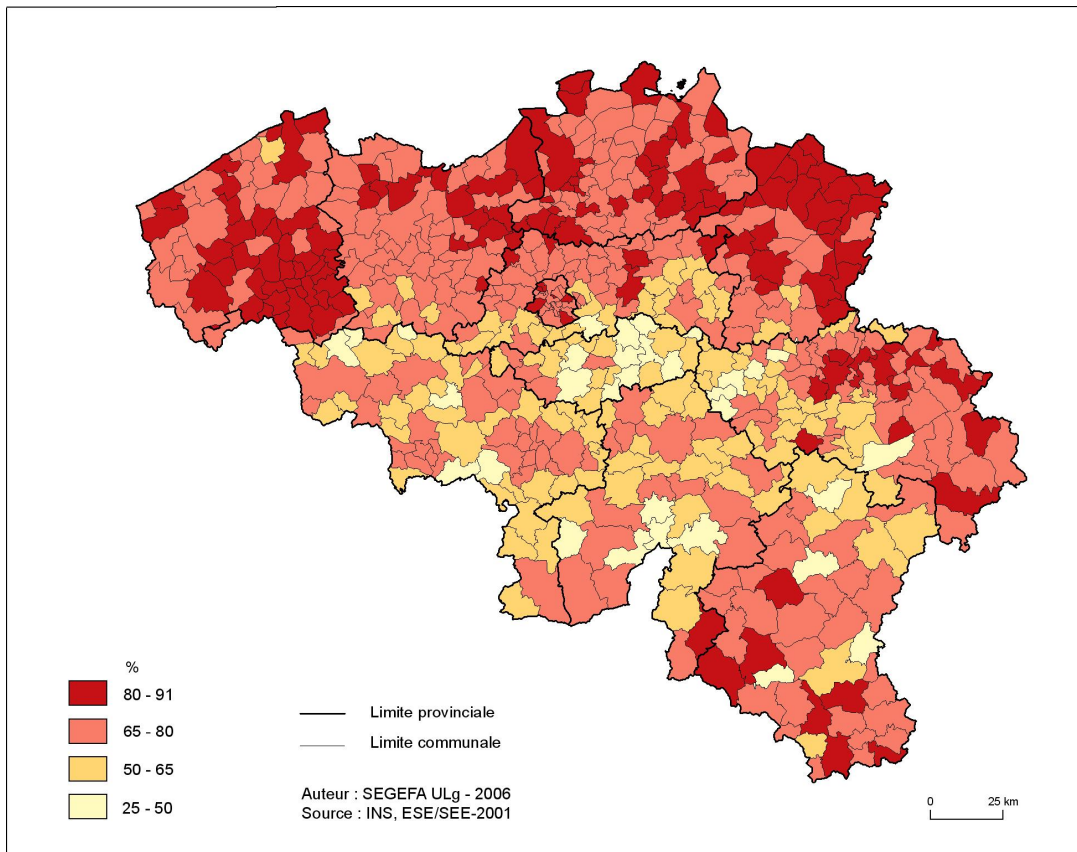 %
80 - 91
65 - 80
50 - 65
25 - 50
Limite provinciale
Limite communale
Auteur : SEGEFA ULg - 2006
Source : INS, ESE/SEE-2001
0 25 km